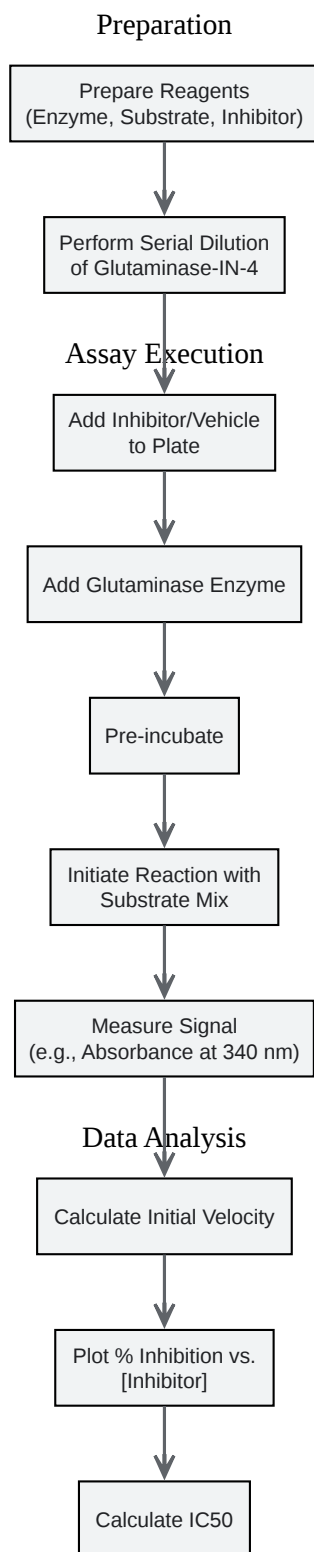 Preparation
Prepare Reagents
(Enzyme, Substrate, Inhibitor)
Perform Serial Dilution
of Glutaminase-IN-4
Assay Execution
Add Inhibitor/Vehicle
to Plate
Add Glutaminase Enzyme
Pre-incubate
Initiate Reaction with
Substrate Mix
Measure Signal
(e.g., Absorbance at 340 nm)
Data Analysis
Calculate Initial Velocity
Plot % Inhibition vs.
[Inhibitor]
Calculate IC50